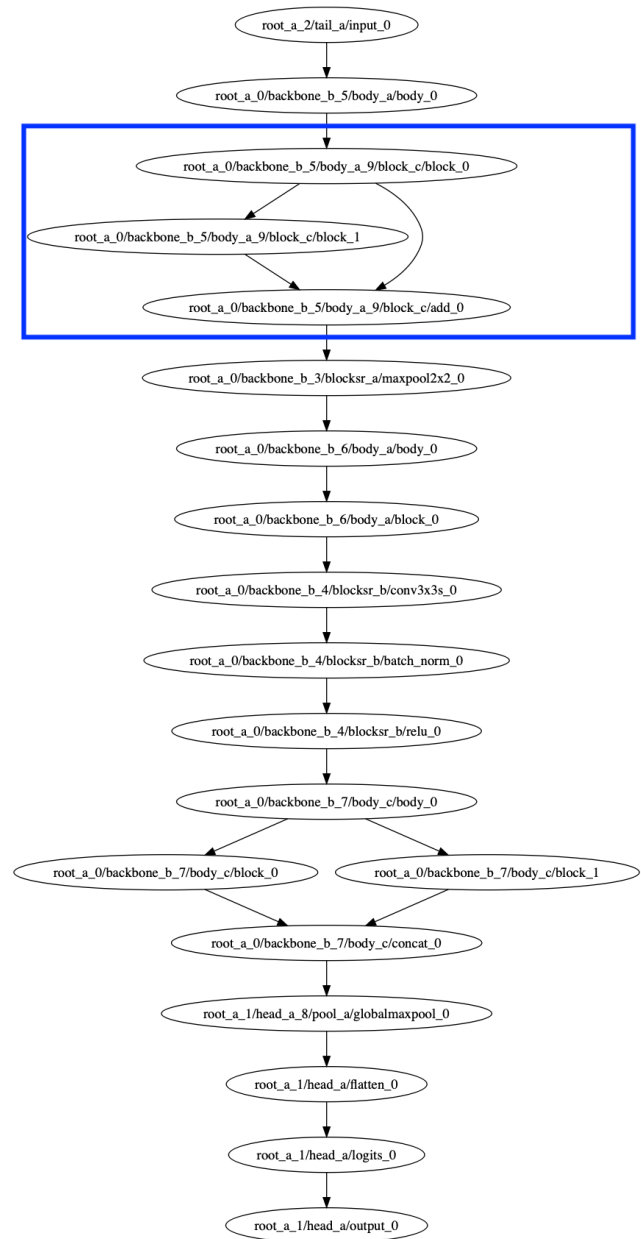 root_a_2/tail_a/input_0
root_a_0/backbone_b_5/body_a/body_0
root_a_0/backbone_b_5/body_a_9/block_c/block_0
root_a_0/backbone_b_5/body_a_9/block_c/block_1
root_a_0/backbone_b_5/body_a_9/block_c/add_0
root_a_0/backbone_b_3/blocksr_a/maxpool2x2_0
root_a_0/backbone_b_6/body_a/body_0
root_a_0/backbone_b_6/body_a/block_0
root_a_0/backbone_b_4/blocksr_b/conv3x3s_0
root_a_0/backbone_b_4/blocksr_b/batch_norm_0
root_a_0/backbone_b_4/blocksr_b/relu_0
root_a_0/backbone_b_7/body_c/body_0
root_a_0/backbone_b_7/body_c/block_0
root_a_0/backbone_b_7/body_c/block_1
root_a_0/backbone_b_7/body_c/concat_0
root_a_1/head_a_8/pool_a/globalmaxpool_0
root_a_1/head_a/flatten_0
root_a_1/head_a/logits_0
root_a_1/head_a/output_0